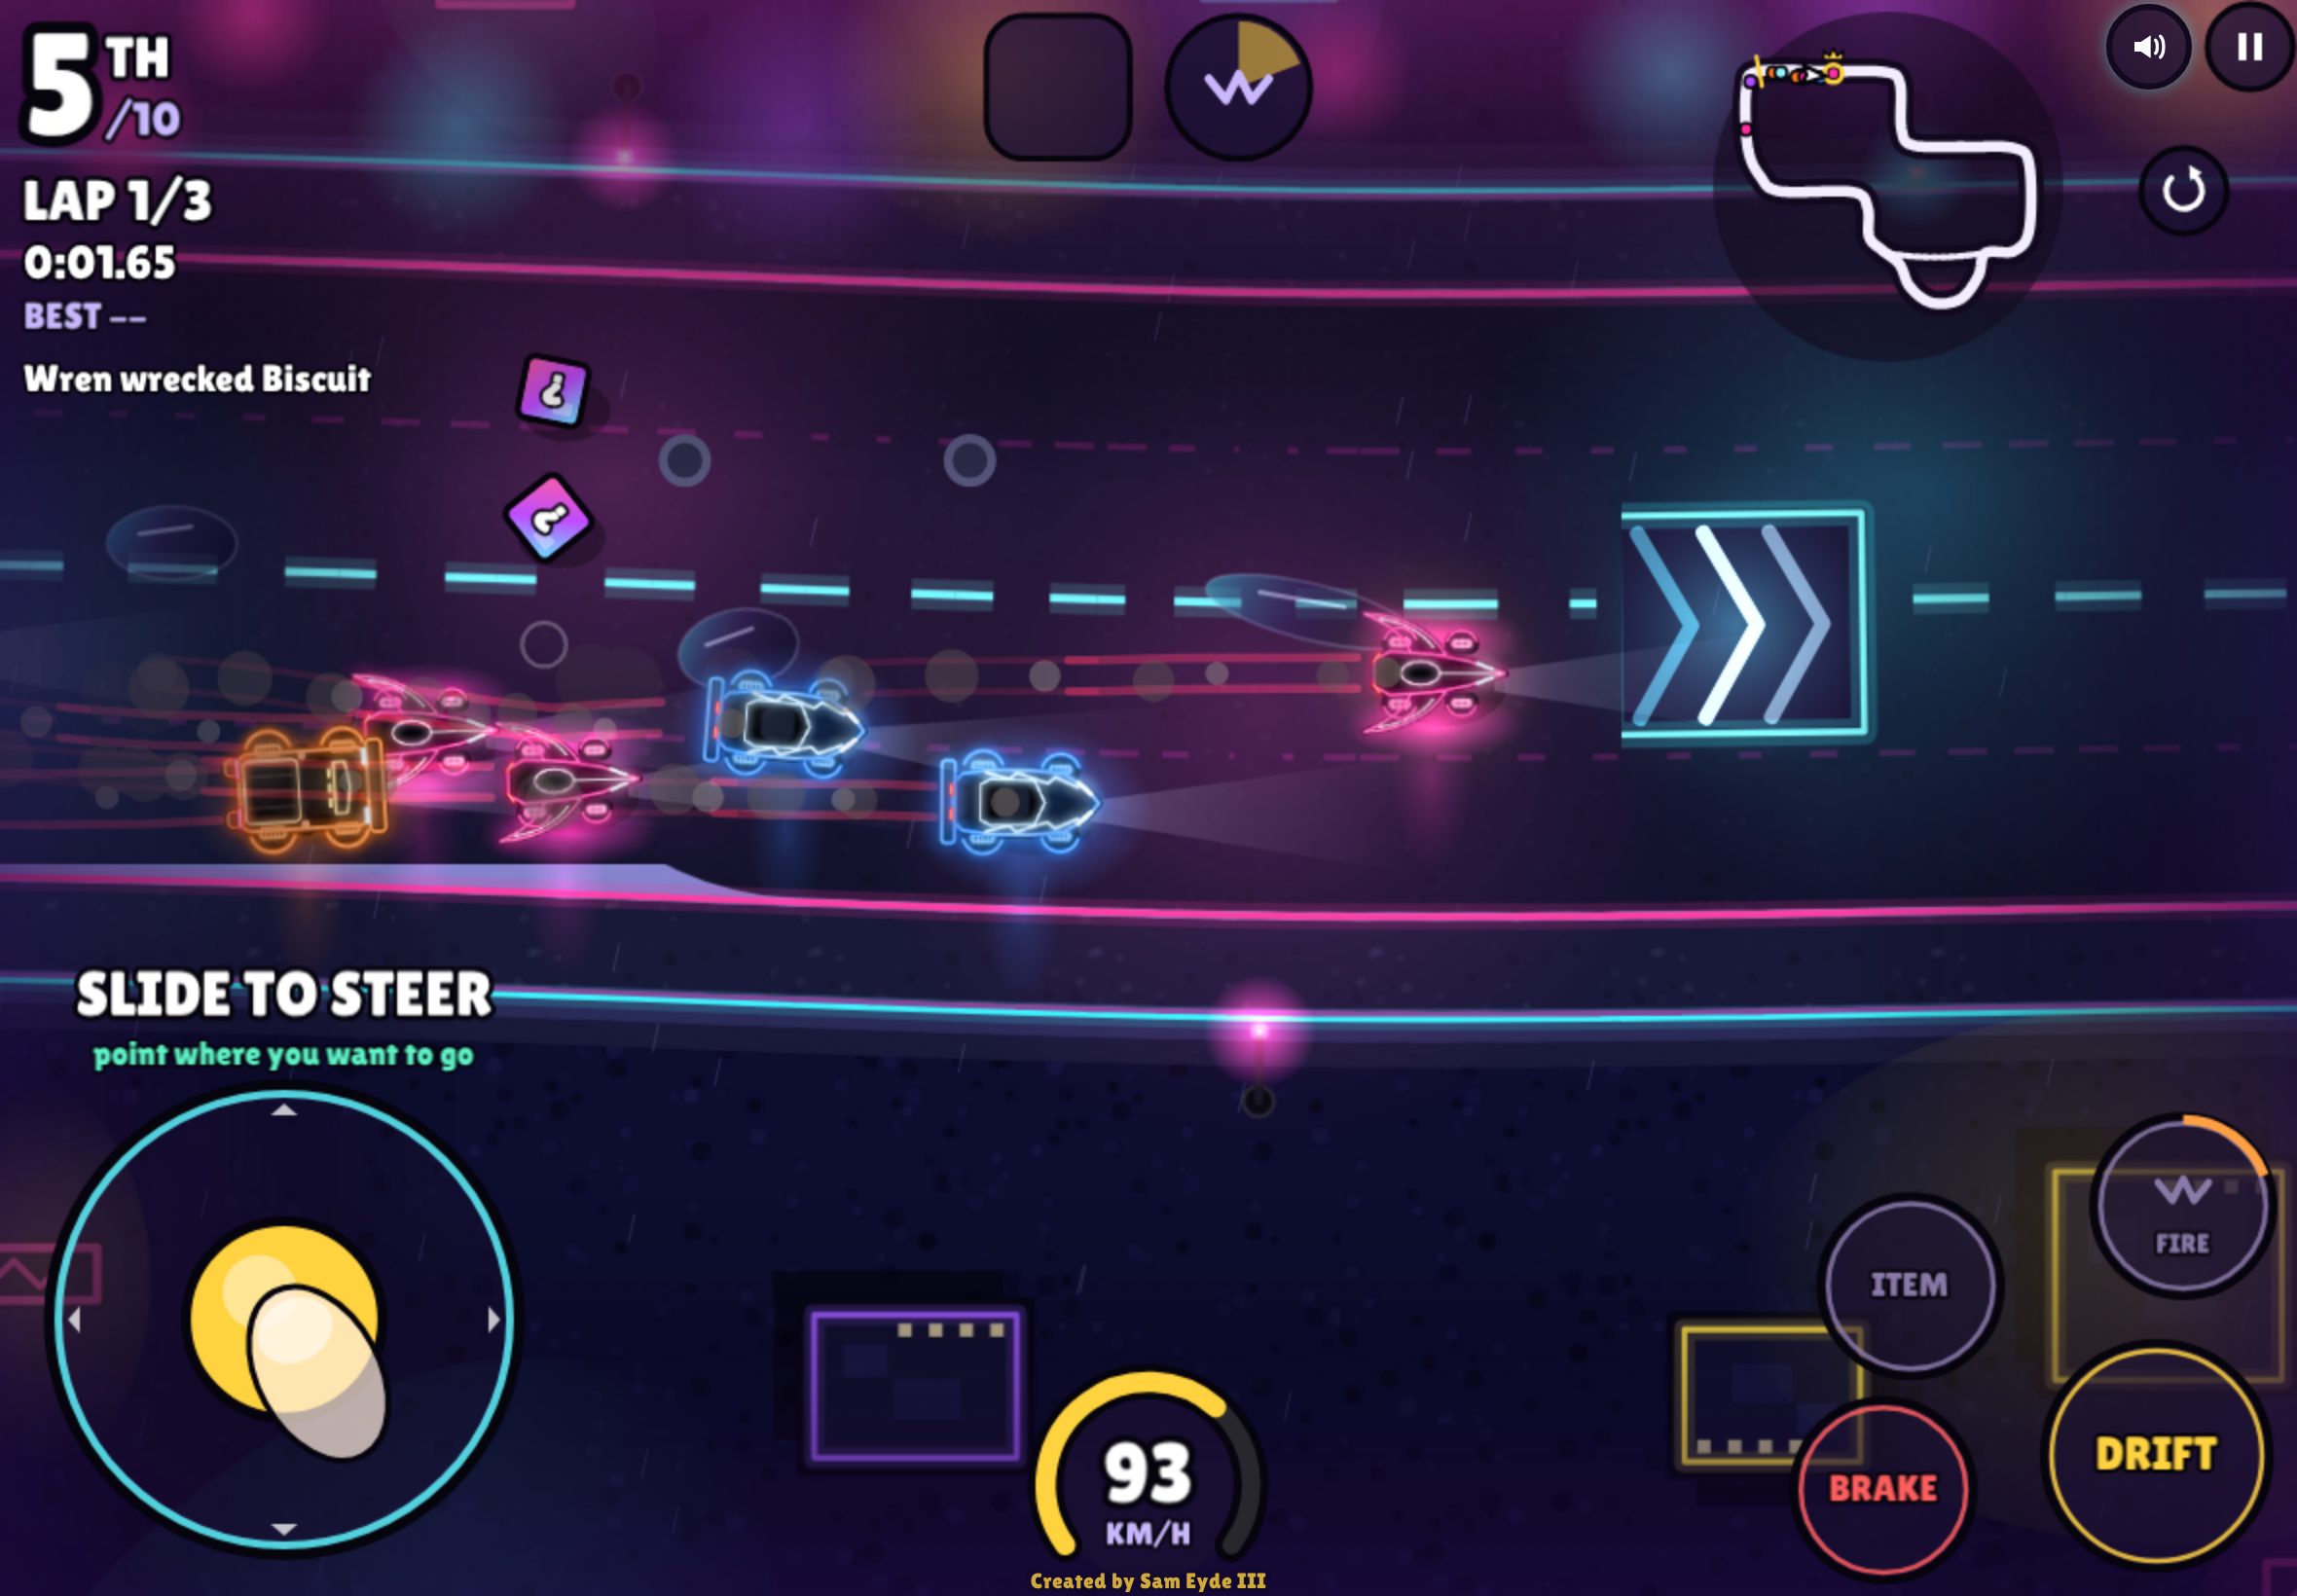 5TH
/10
LAP 1/3
0:01.65
BEST --
Wren wrecked Biscuit
?
?
SLIDE TO STEER
point where you want to go
FIRE
ITEM
DRIFT
BRAKE
93
KM/H
Created by Sam Eyde III